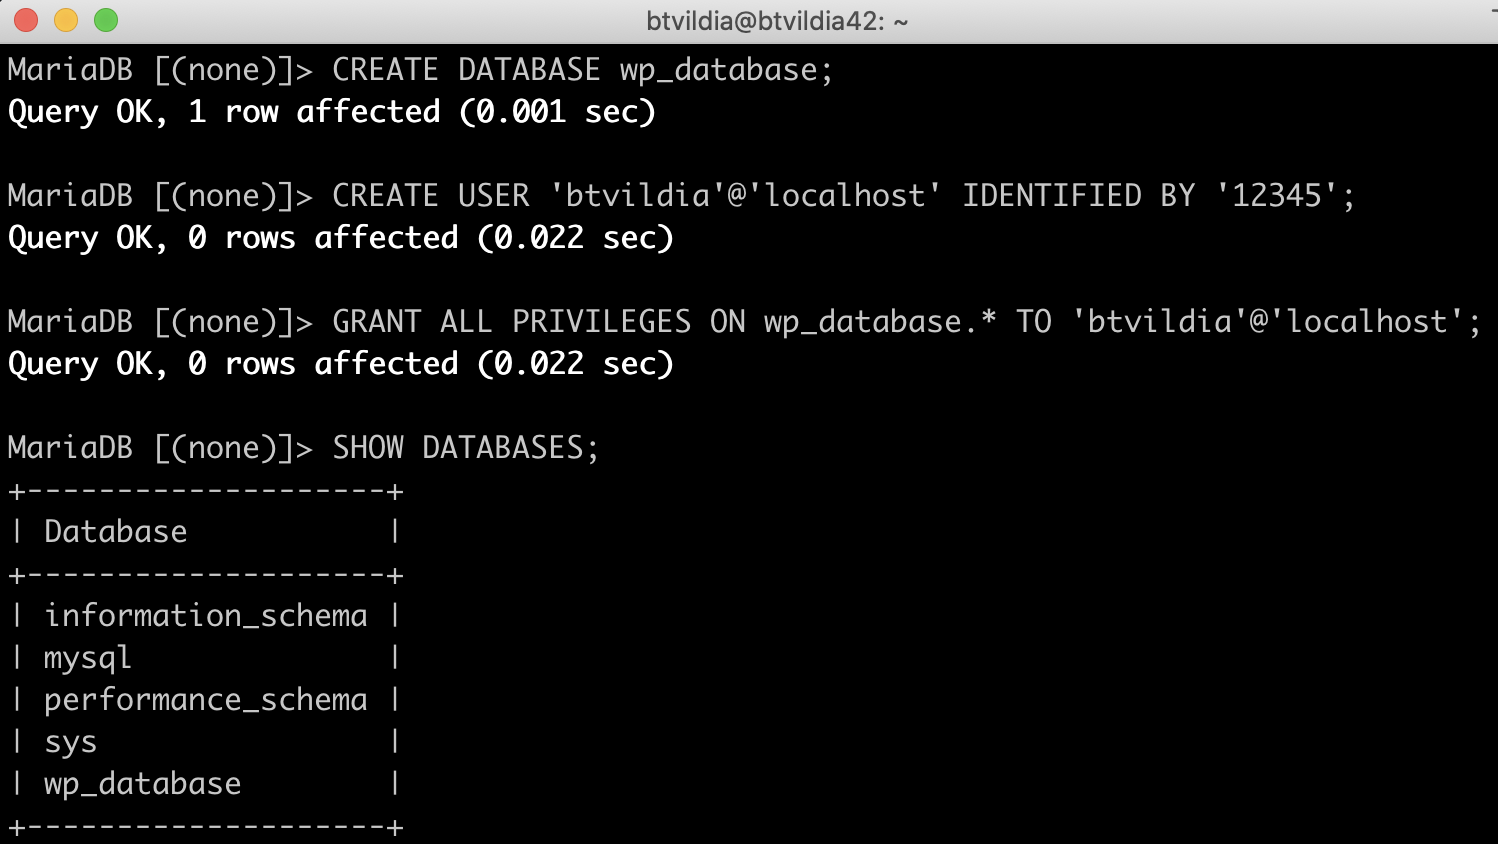 btvildia@btvildia42: ~
MariaDB [(none)]> CREATE DATABASE wp_database;
Query OK, 1 row affected (0.001 sec)
MariaDB [(none)]> CREATE USER 'btvildia'@'localhost' IDENTIFIED BY '12345';
Query OK, 0 rows affected (0.022 sec)
MariaDB [(none)]> GRANT ALL PRIVILEGES ON wp_database.* TO 'btvildia'@'localhost';
Query OK, 0 rows affected (0.022 sec)
MariaDB [(none)]> SHOW DATABASES;
+--------------------+
| Database           |
+--------------------+
| information_schema |
| mysql              |
| performance_schema |
| sys                |
| wp_database        |
+--------------------+